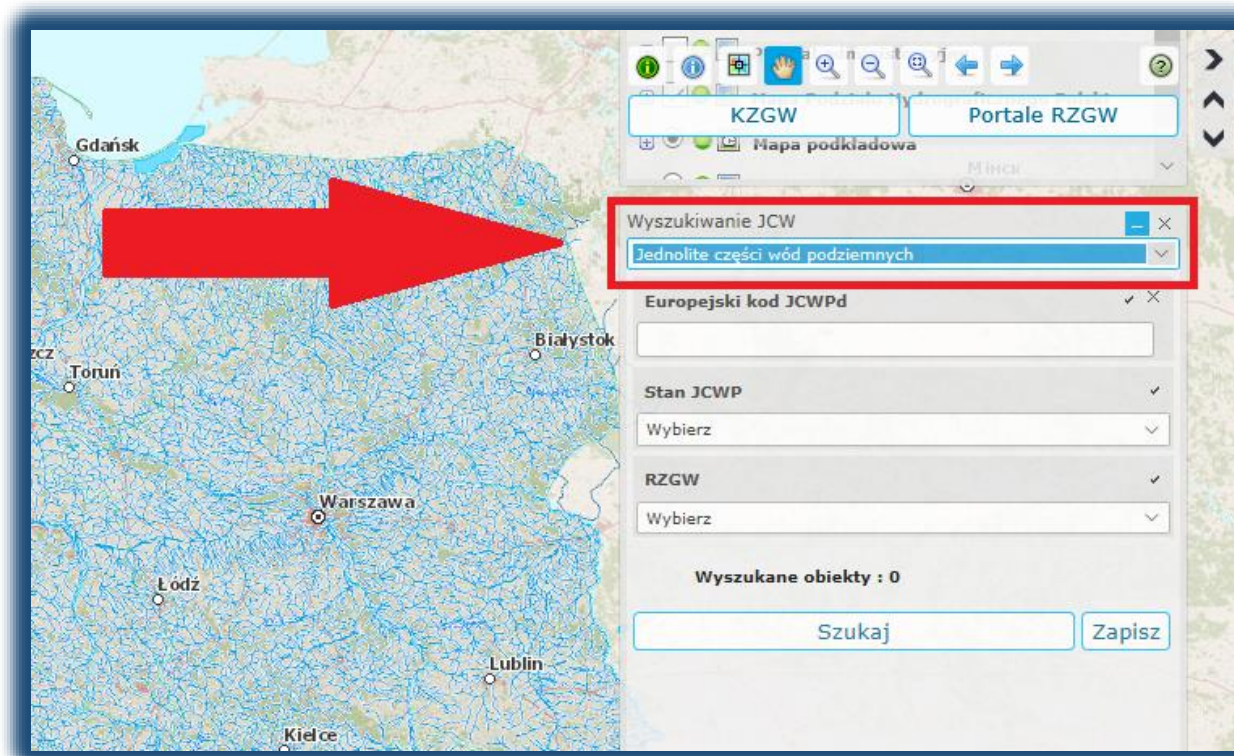 KZGW
Portale RZGW
Mapa podkładowa
Минск
Wyszukiwanie JCW
Jednolite części wód podziemnych
Europejski kod JCWPd
Stan JCWP
Wybierz
RZGW
Wybierz
Wyszukane obiekty : 0
Szukaj
Zapisz
Gdańsk
Białystok
Toruń
Warszawa
Łódź
Lublin
Kielce